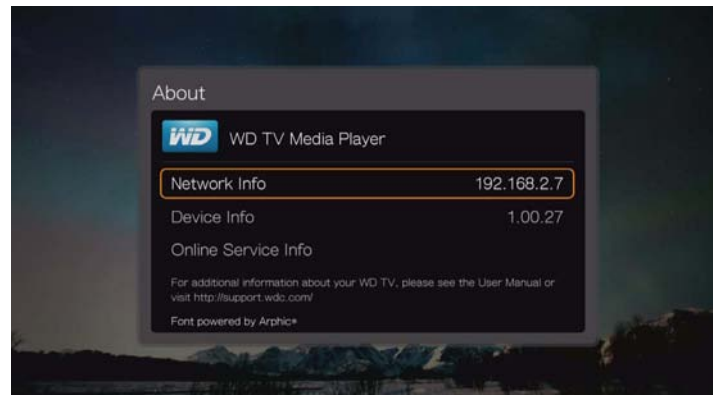 About
WD WD TV Media Player
Network Info 192.168.2.7
Device Info 1.00.27
Online Service Info
For additional information about your WD TV, please see the User Manual or
visit http://support.wdc.com/
Font powered by Arphic®